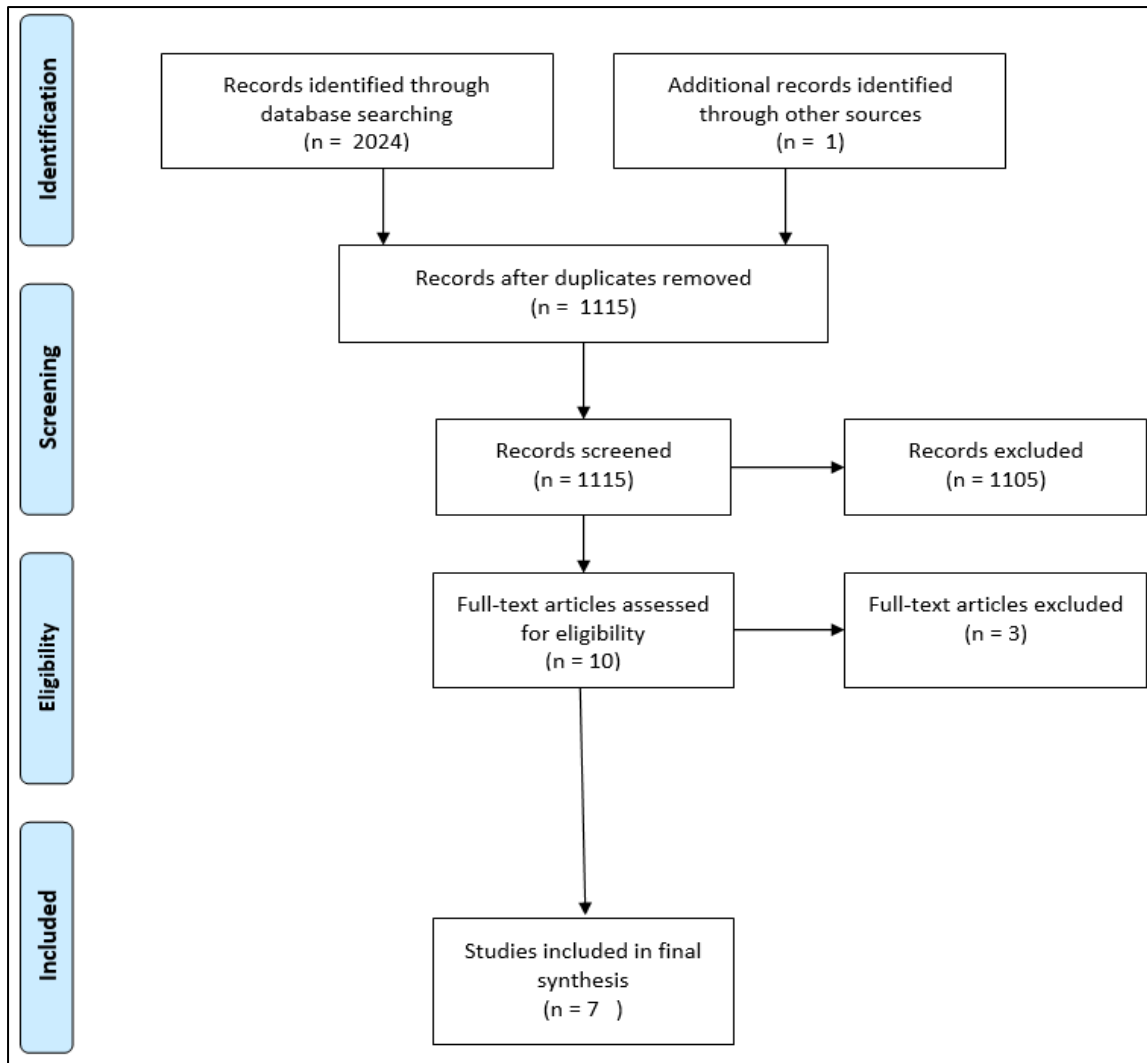 Identification
Records identified through
database searching
(n = 2024)
Additional records identified
through other sources
(n = 1)
Records after duplicates removed
(n = 1115)
Screening
Records screened
(n = 1115)
Records excluded
(n = 1105)
Eligibility
Full-text articles assessed
for eligibility
(n = 10)
Full-text articles excluded
(n = 3)
Included
Studies included in final
synthesis
(n = 7 )